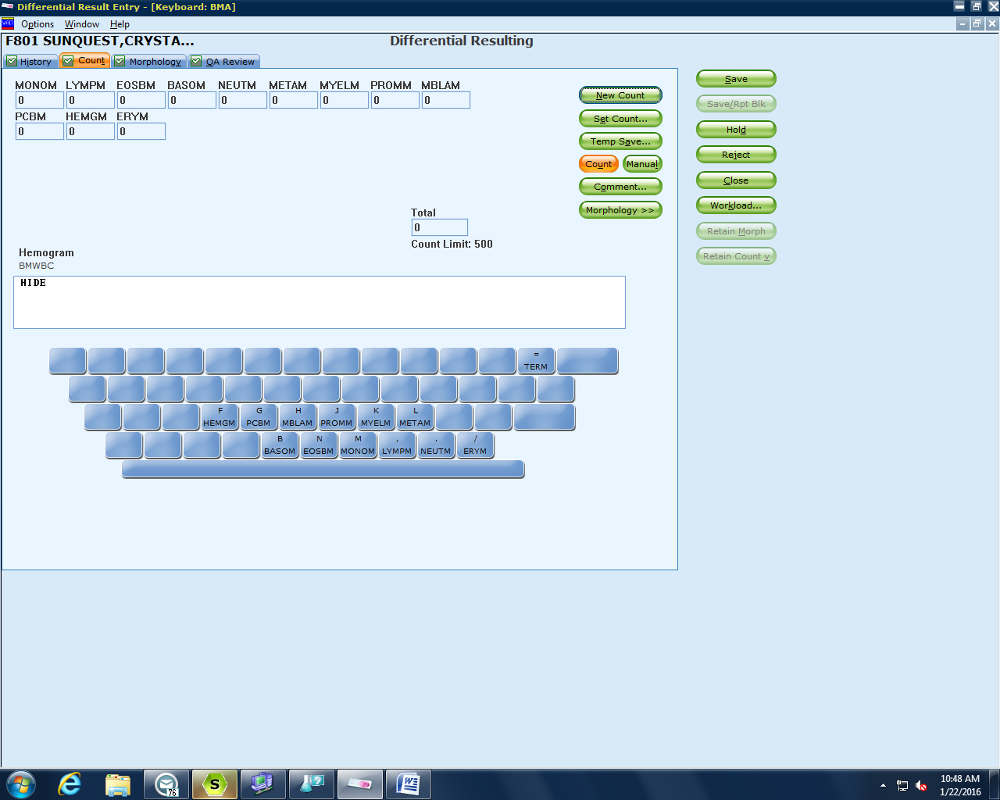 Differential Result Entry - [Keyboard: BMA]
Options Window Help
F801 SUNQUEST,CRYSTA... Differential Resulting
History Count Morphology QA Review
MONOM LYMPM EOSBM BASOM NEUTM METAM MYELM PROMM MBLAM
0 0 0 0 0 0 0 0 0
PCBM HEMGM ERYM
0 0 0
New Count
Set Count...
Temp Save...
Count Manual
Comment...
Morphology >>
Save
Save/Rpt Blk
Hold
Reject
Close
Workload...
Retain Morph
Retain Count v
Total
0
Count Limit: 500
Hemogram
BMWBC
HIDE
=
TERM
F G H J K L
HEMGM PCBM MBLAM PROMM MYELM METAM
B N M , . /
BASOM EOSBM MONOM LYMPM NEUTM ERYM
76 S W
10:48 AM
1/22/2016